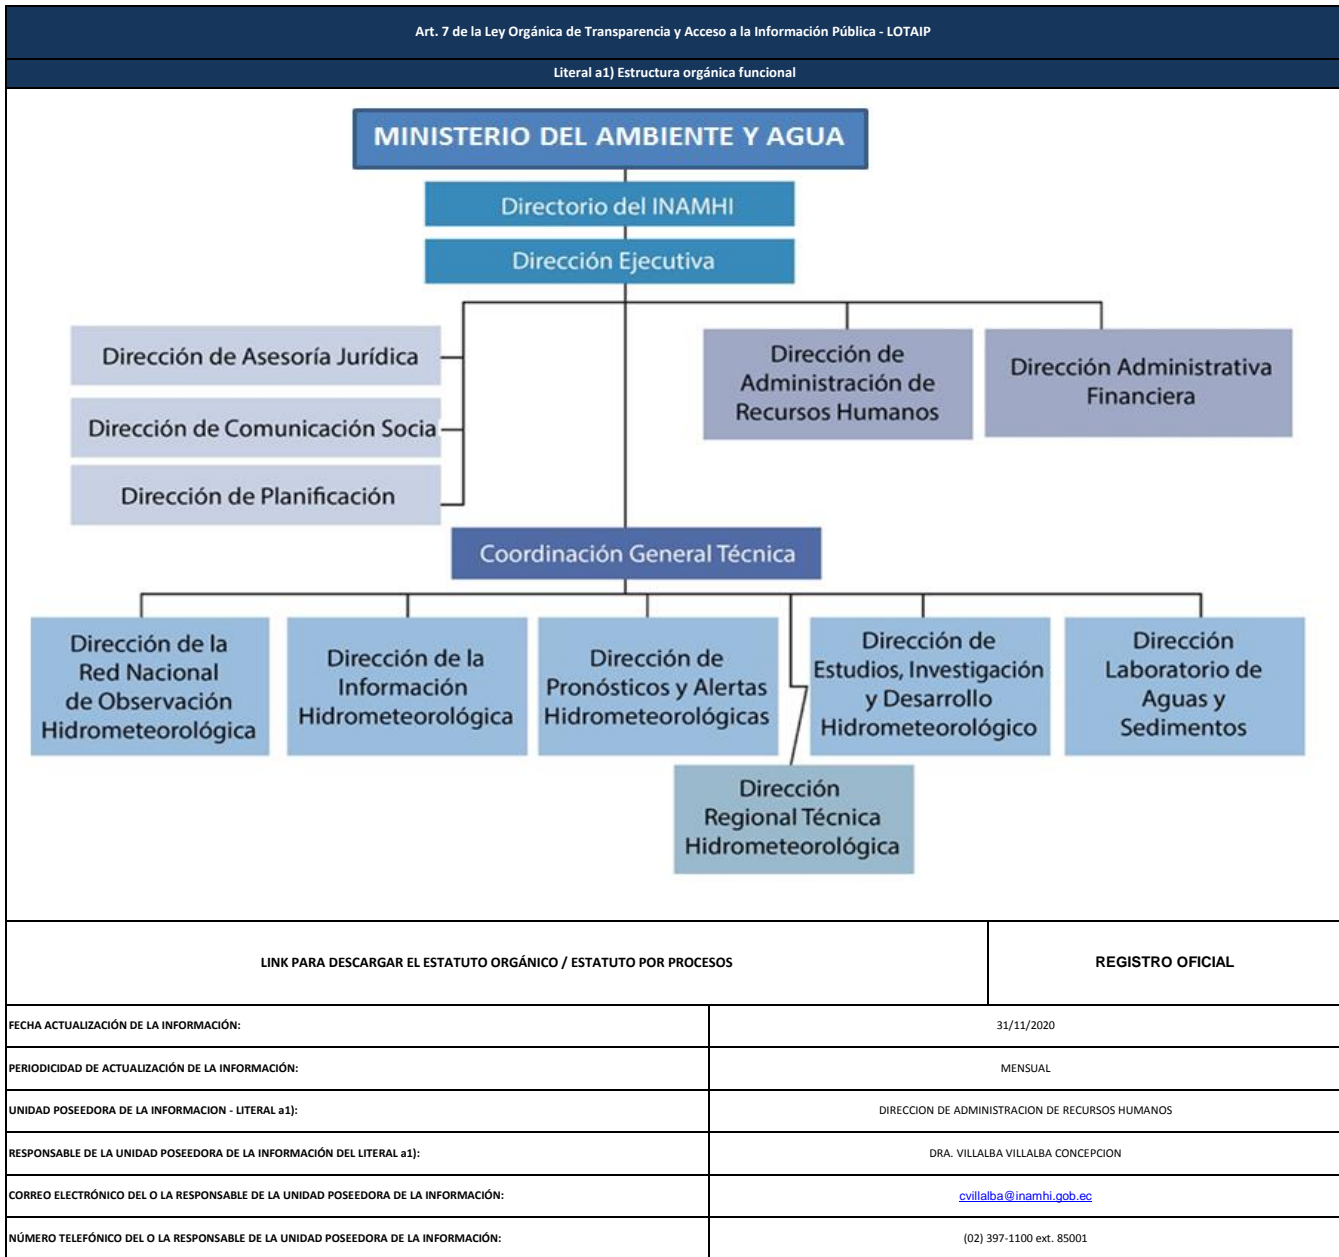 Art. 7 de la Ley Orgánica de Transparencia y Acceso a la Información Pública - LOTAIP
Literal a1) Estructura orgánica funcional
MINISTERIO DEL AMBIENTE Y AGUA
Directorio del INAMHI
Dirección Ejecutiva
Dirección de Asesoría Jurídica
Dirección de Comunicación Socia
Dirección de Planificación
Dirección de
Administración de
Recursos Humanos
Dirección Administrativa
Financiera
Coordinación General Técnica
Dirección de la
Red Nacional
de Observación
Hidrometeorológica
Dirección de la
Información
Hidrometeorológica
Dirección de
Pronósticos y Alertas
Hidrometeorológicas
Dirección de
Estudios, Investigación
y Desarrollo
Hidrometeorológico
Dirección
Laboratorio de
Aguas y
Sedimentos
Dirección
Regional Técnica
Hidrometeorológica
LINK PARA DESCARGAR EL ESTATUTO ORGÁNICO / ESTATUTO POR PROCESOS
REGISTRO OFICIAL
FECHA ACTUALIZACIÓN DE LA INFORMACIÓN:
31/11/2020
PERIODICIDAD DE ACTUALIZACIÓN DE LA INFORMACIÓN:
MENSUAL
UNIDAD POSEEDORA DE LA INFORMACION - LITERAL a1):
DIRECCION DE ADMINISTRACION DE RECURSOS HUMANOS
RESPONSABLE DE LA UNIDAD POSEEDORA DE LA INFORMACIÓN DEL LITERAL a1):
DRA. VILLALBA VILLALBA CONCEPCION
CORREO ELECTRÓNICO DEL O LA RESPONSABLE DE LA UNIDAD POSEEDORA DE LA INFORMACIÓN:
cvillalba@inamhi.gob.ec
NÚMERO TELEFÓNICO DEL O LA RESPONSABLE DE LA UNIDAD POSEEDORA DE LA INFORMACIÓN:
(02) 397-1100 ext. 85001